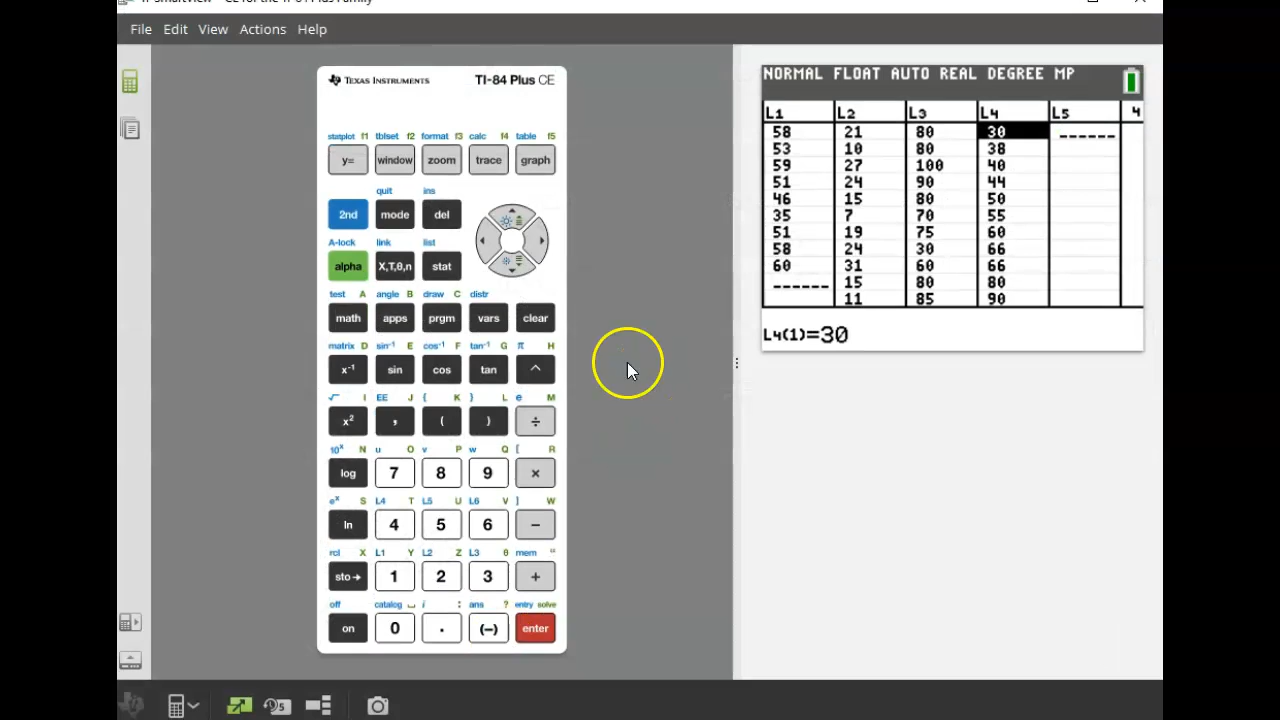 File Edit View Actions Help
TEXAS INSTRUMENTS TI-84 Plus CE
statplot f1 tblset f2 format f3 calc f4 table f5
y= window zoom trace graph
quit ins
2nd mode del
A-lock link list
alpha X,T,θ,n stat
test A angle B draw C distr
math apps prgm vars clear
matrix D sin⁻¹ E cos⁻¹ F tan⁻¹ G π H
x⁻¹ sin cos tan ^
√ I EE J { K } L e M
x² , ( ) ÷
10ˣ N u O v P w Q [ R
log 7 8 9 ×
eˣ S L4 T L5 U L6 V ] W
ln 4 5 6 −
rcl X L1 Y L2 Z L3 θ mem "
sto→ 1 2 3 +
off catalog ⎵ i : ans ? entry solve
on 0 . (−) enter
NORMAL FLOAT AUTO REAL DEGREE MP
L1 L2 L3 L4 L5 4
58 21 80 30 ------
53 10 80 38
59 27 100 40
51 24 90 44
46 15 80 50
35 7 70 55
51 19 75 60
58 24 30 66
60 31 60 66
------ 15 80 80
11 85 90
L4(1)=30
5